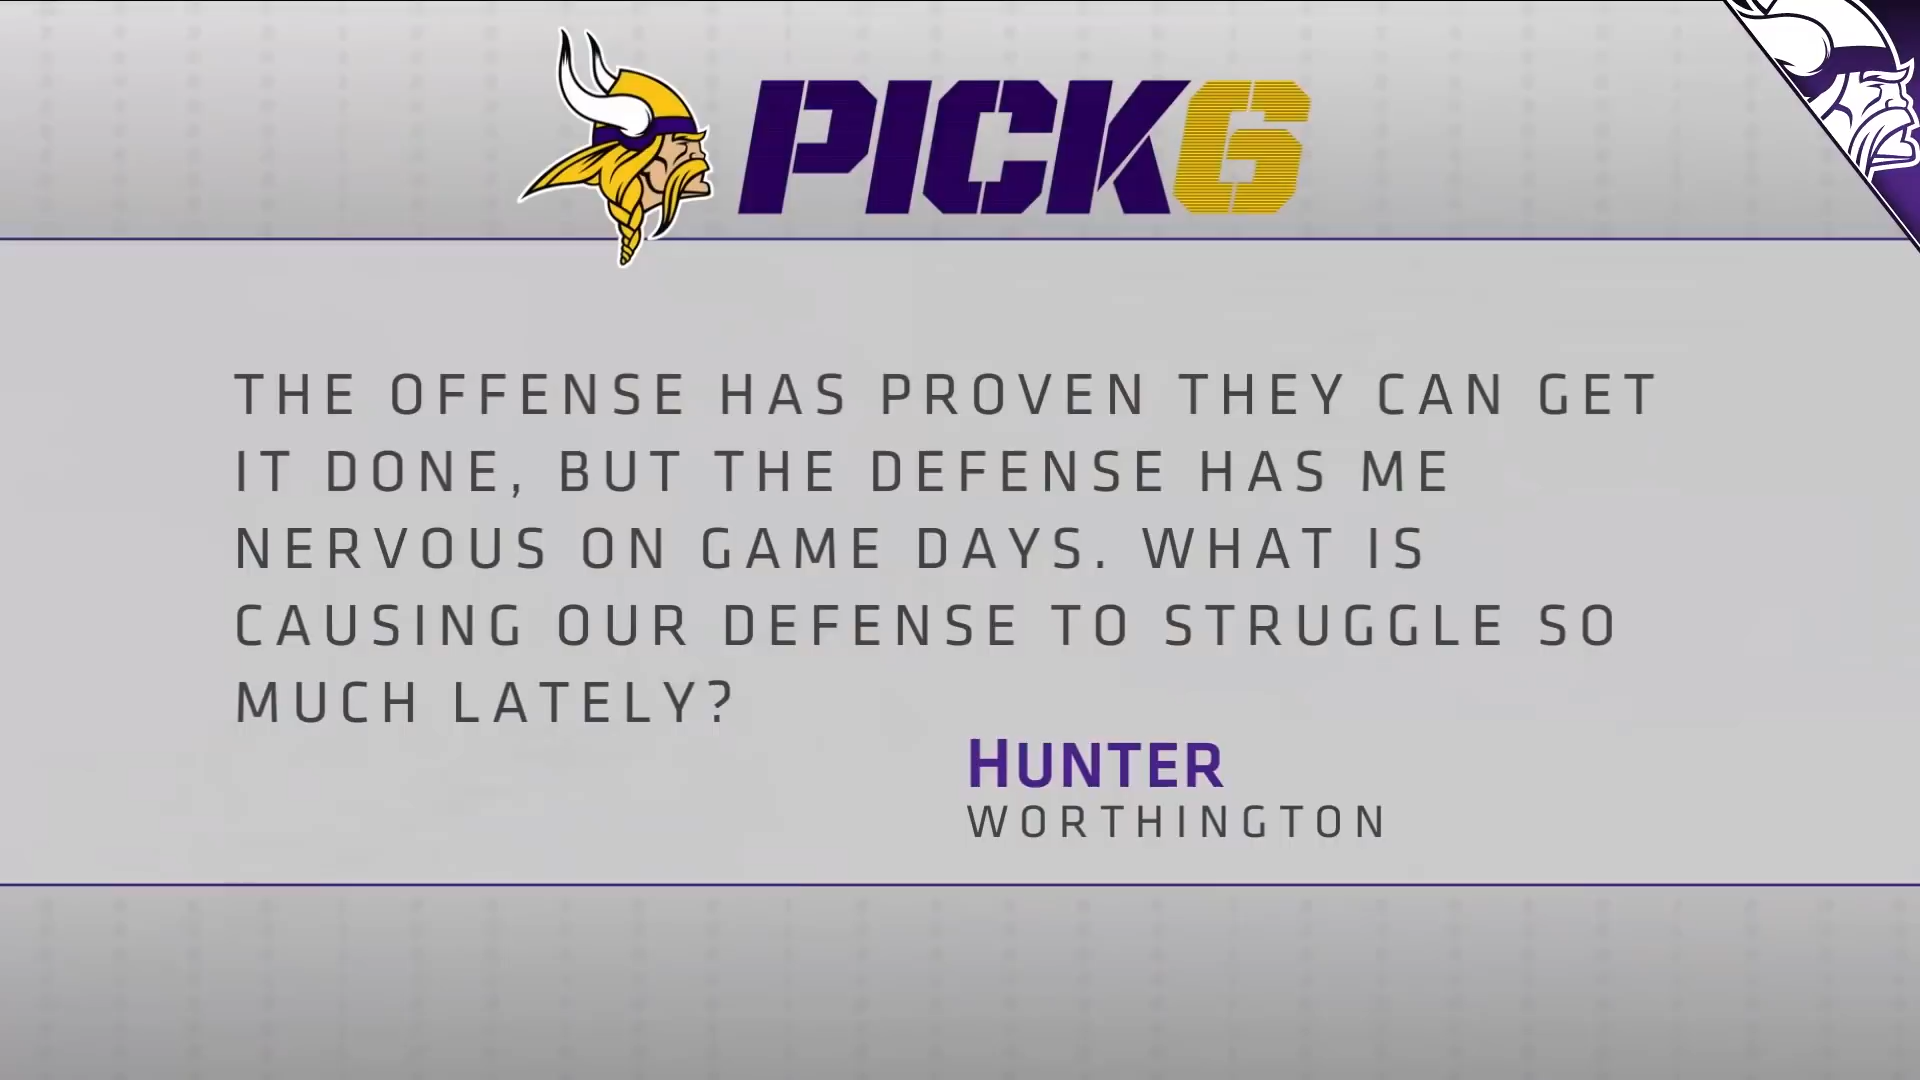 PICK6
THE OFFENSE HAS PROVEN THEY CAN GET
IT DONE, BUT THE DEFENSE HAS ME
NERVOUS ON GAME DAYS. WHAT IS
CAUSING OUR DEFENSE TO STRUGGLE SO
MUCH LATELY?
HUNTER
WORTHINGTON